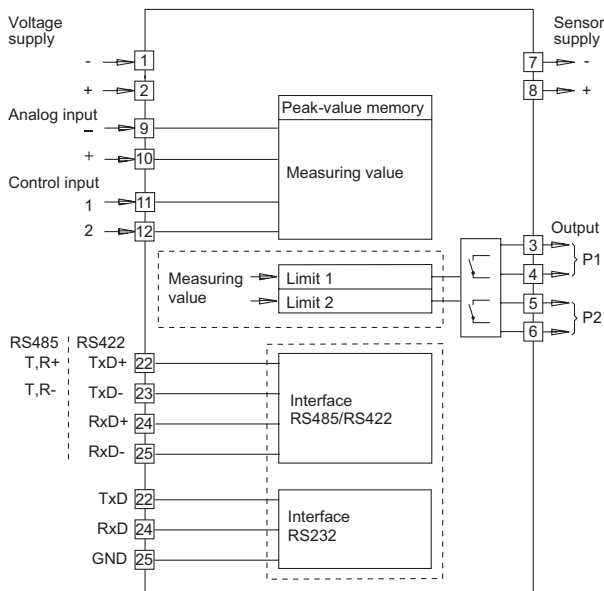 Voltage
supply
- 1
+ 2
Analog input
– 9
+ 10
Control input
1 11
2 12
Peak-value memory
Measuring value
Sensor
supply
7 -
8 +
Measuring
value
Limit 1
Limit 2
Output
3
4
P1
5
6
P2
RS485 RS422
T,R+ TxD+ 22
T,R- TxD- 23
RxD+ 24
RxD- 25
Interface
RS485/RS422
TxD 22
RxD 24
GND 25
Interface
RS232